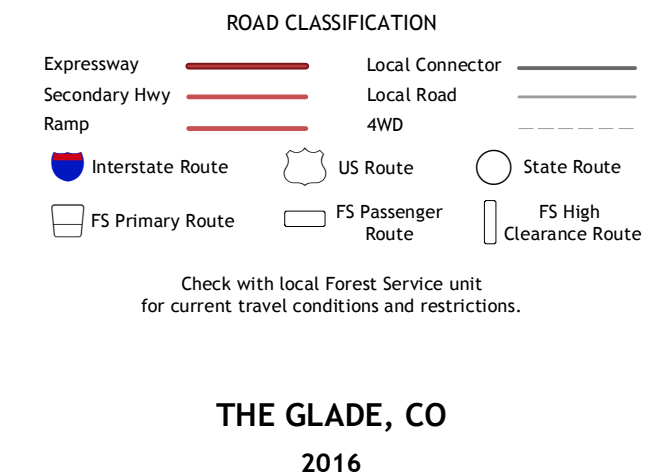 ROAD CLASSIFICATION
Expressway
Local Connector
Secondary Hwy
Local Road
Ramp
4WD
Interstate Route
US Route
State Route
FS Primary Route
FS Passenger
Route
FS High
Clearance Route
Check with local Forest Service unit
for current travel conditions and restrictions.
THE GLADE, CO
2016